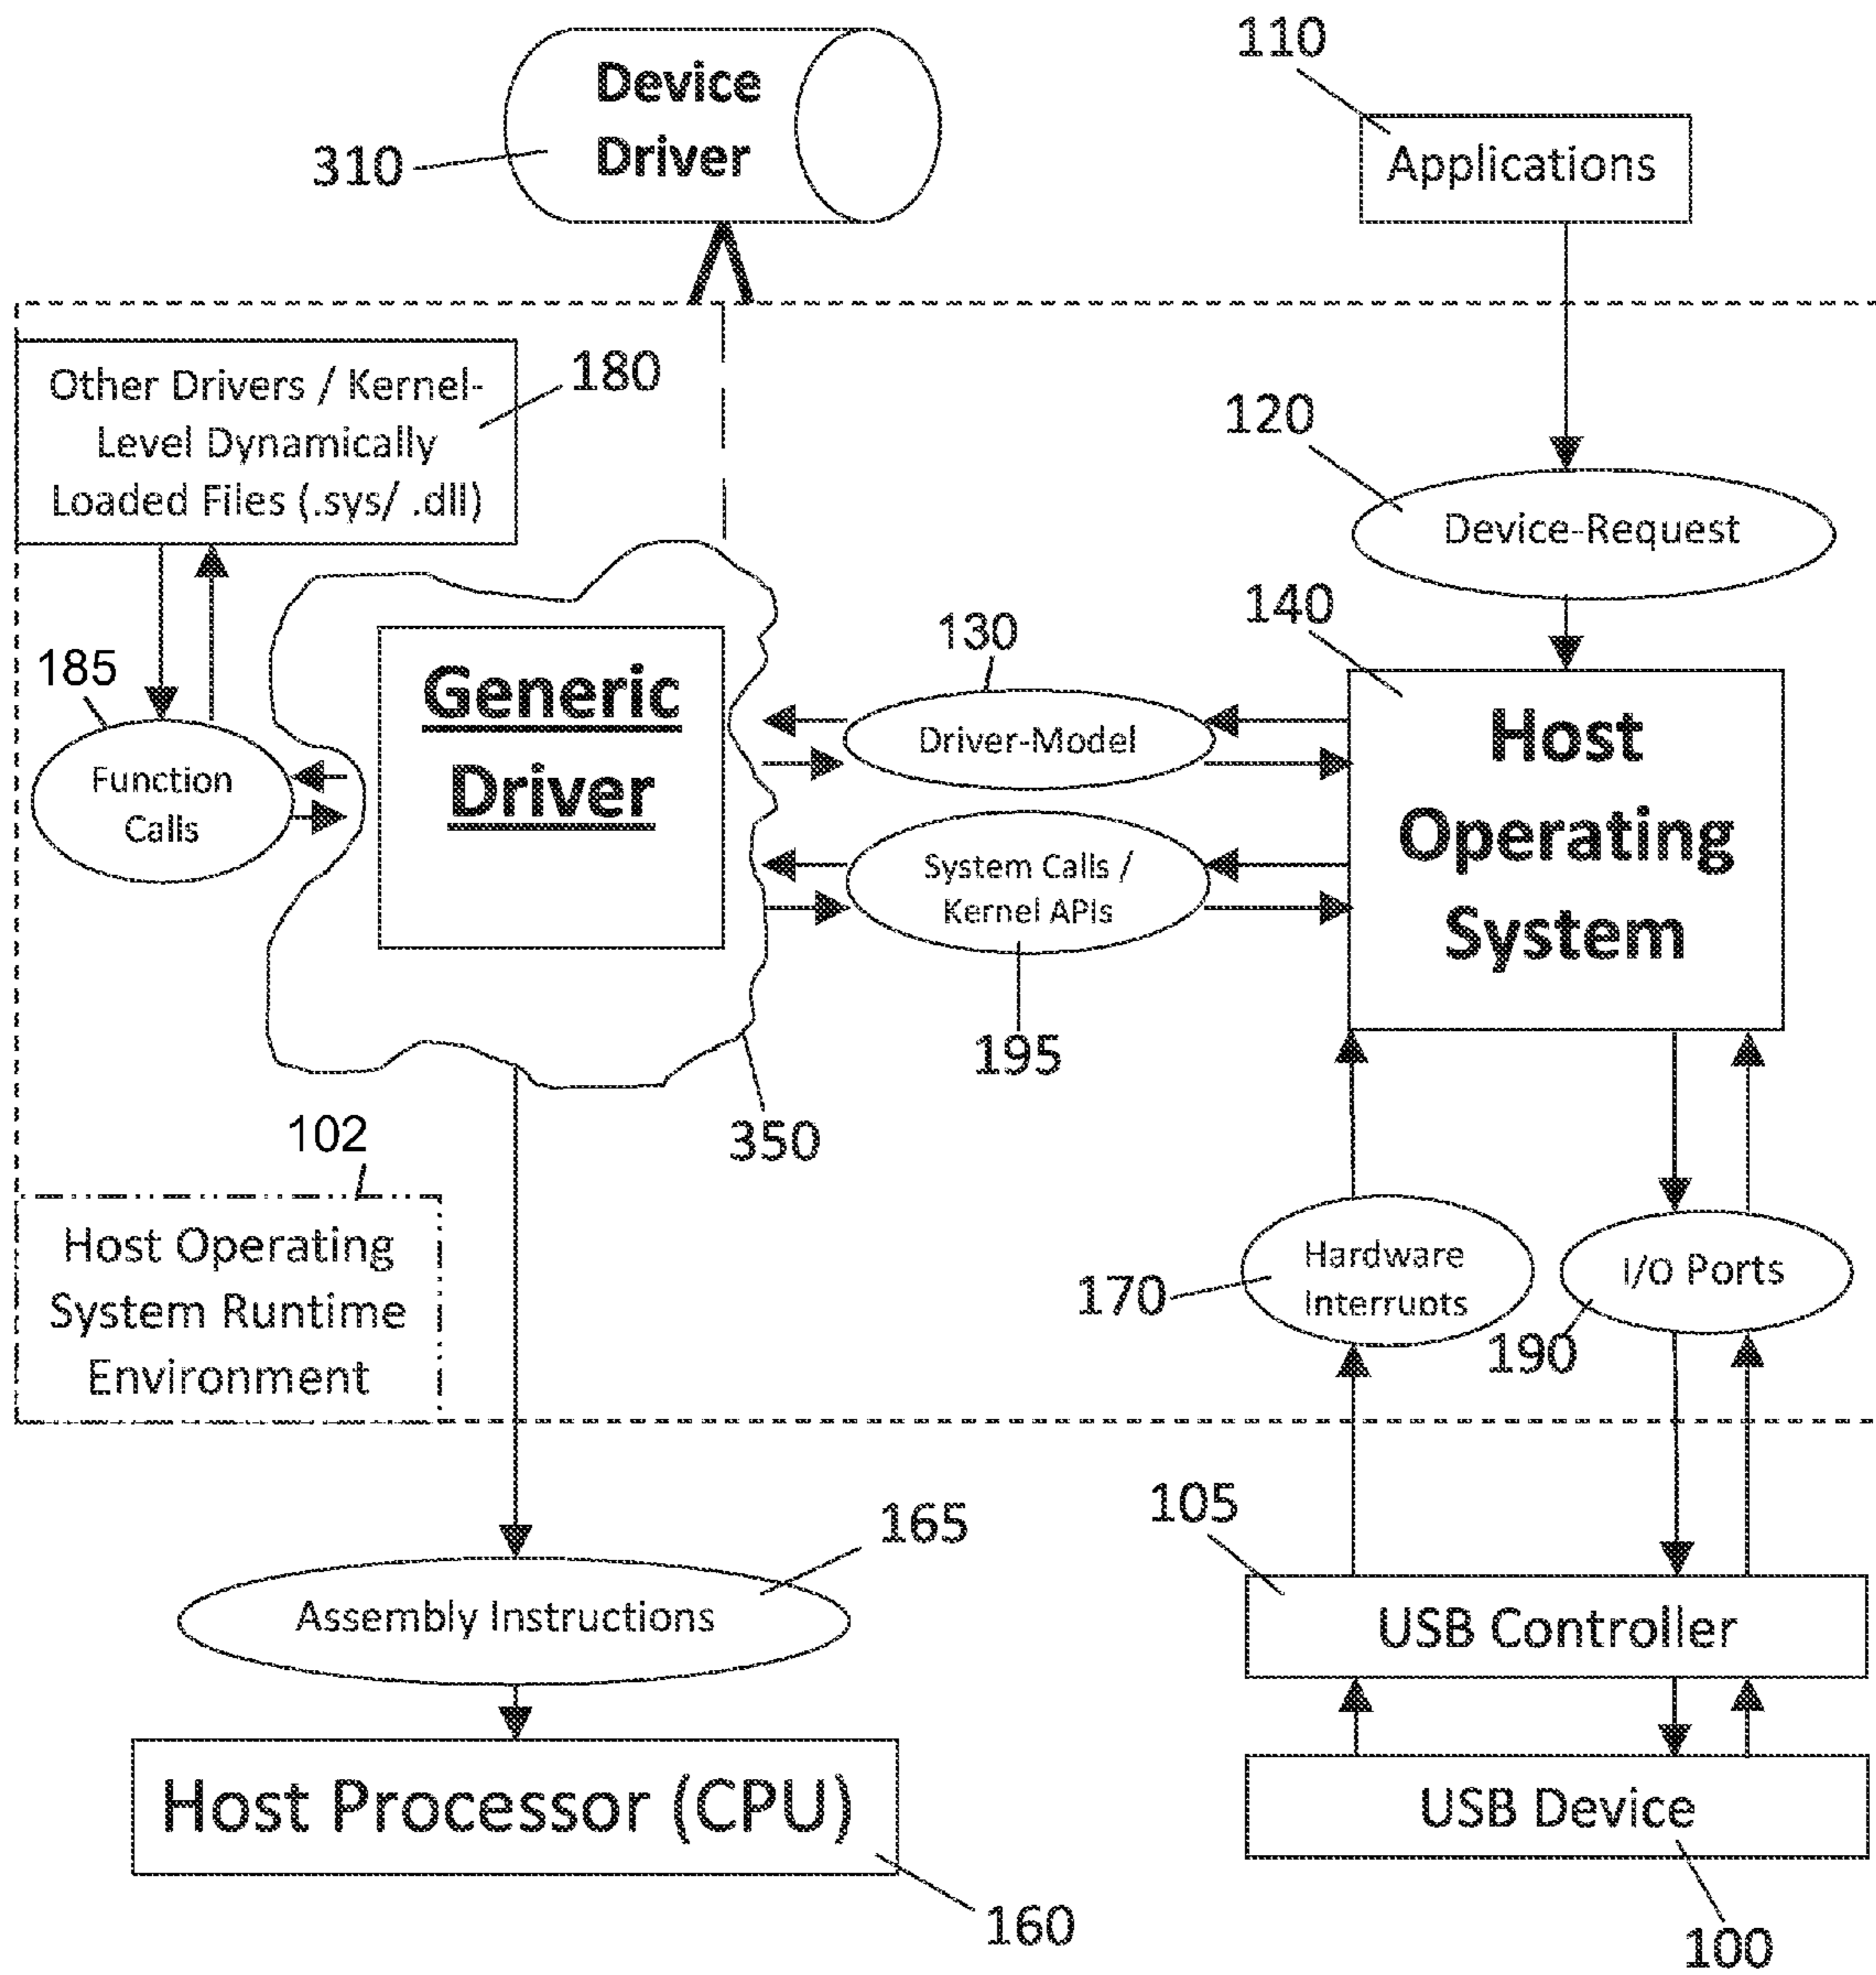 110
Device
Driver
310
Applications
Other Drivers / Kernel-
Level Dynamically
Loaded Files (.sys/ .dll)
180
120
Device-Request
140
130
185
Generic
Driver
Driver-Model
Host
Operating
System
Function
Calls
System Calls /
Kernel APIs
195
350
102
Host Operating
System Runtime
Environment
Hardware
Interrupts
170
I/O Ports
190
105
165
Assembly Instructions
USB Controller
Host Processor (CPU)
USB Device
160
100